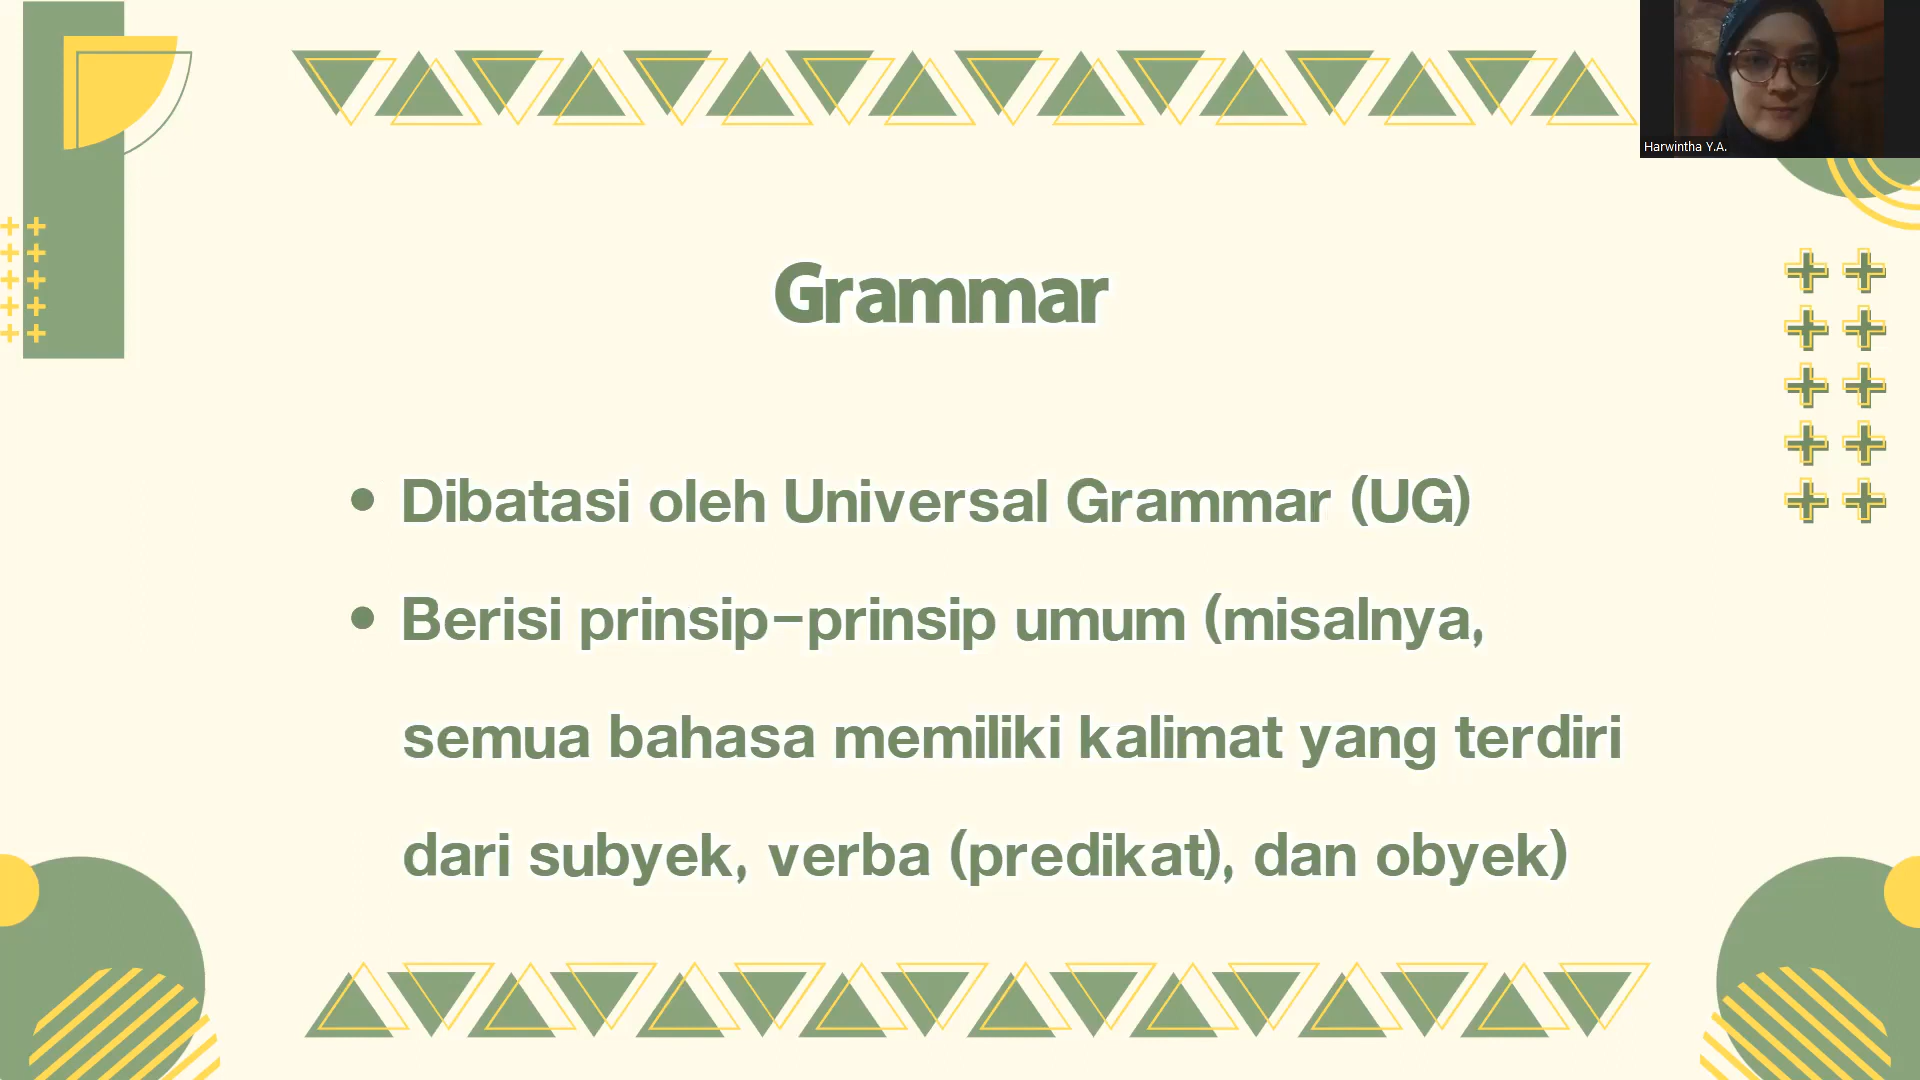 Harwintha Y.A.
Grammar
• Dibatasi oleh Universal Grammar (UG)
• Berisi prinsip-prinsip umum (misalnya,
semua bahasa memiliki kalimat yang terdiri
dari subyek, verba (predikat), dan obyek)